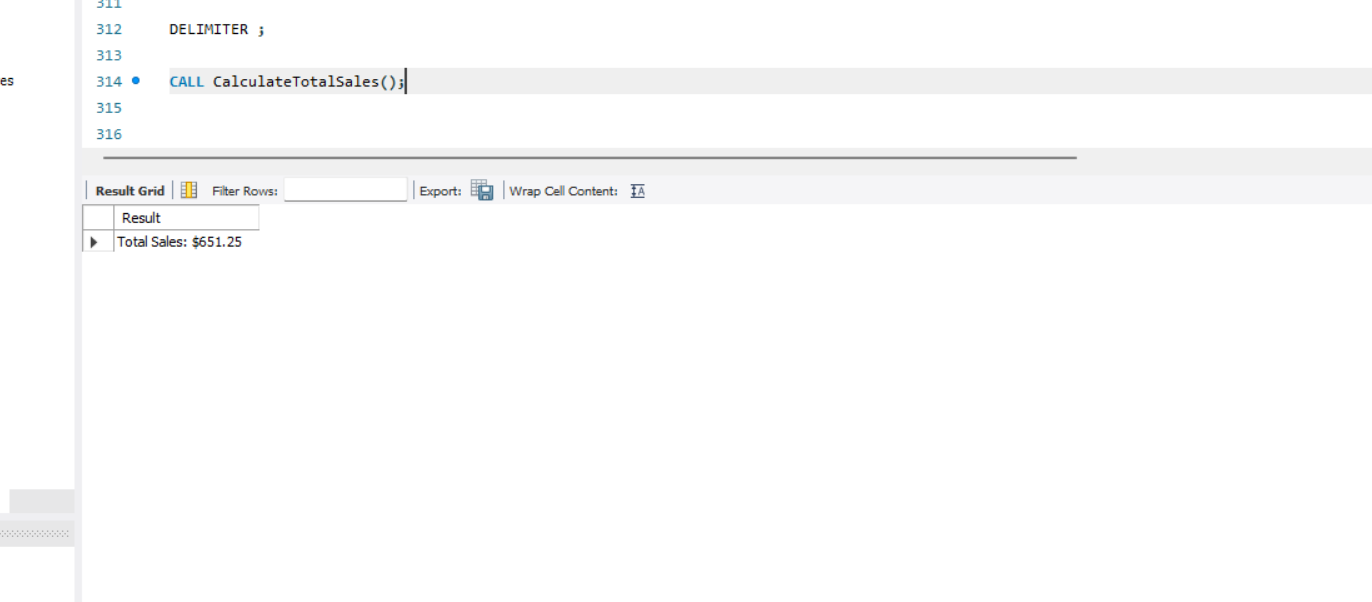 311
312 DELIMITER ;
313
es
314 CALL CalculateTotalSales();
315
316
Result Grid Filter Rows: Export: Wrap Cell Content: IA
Result
Total Sales: $651.25